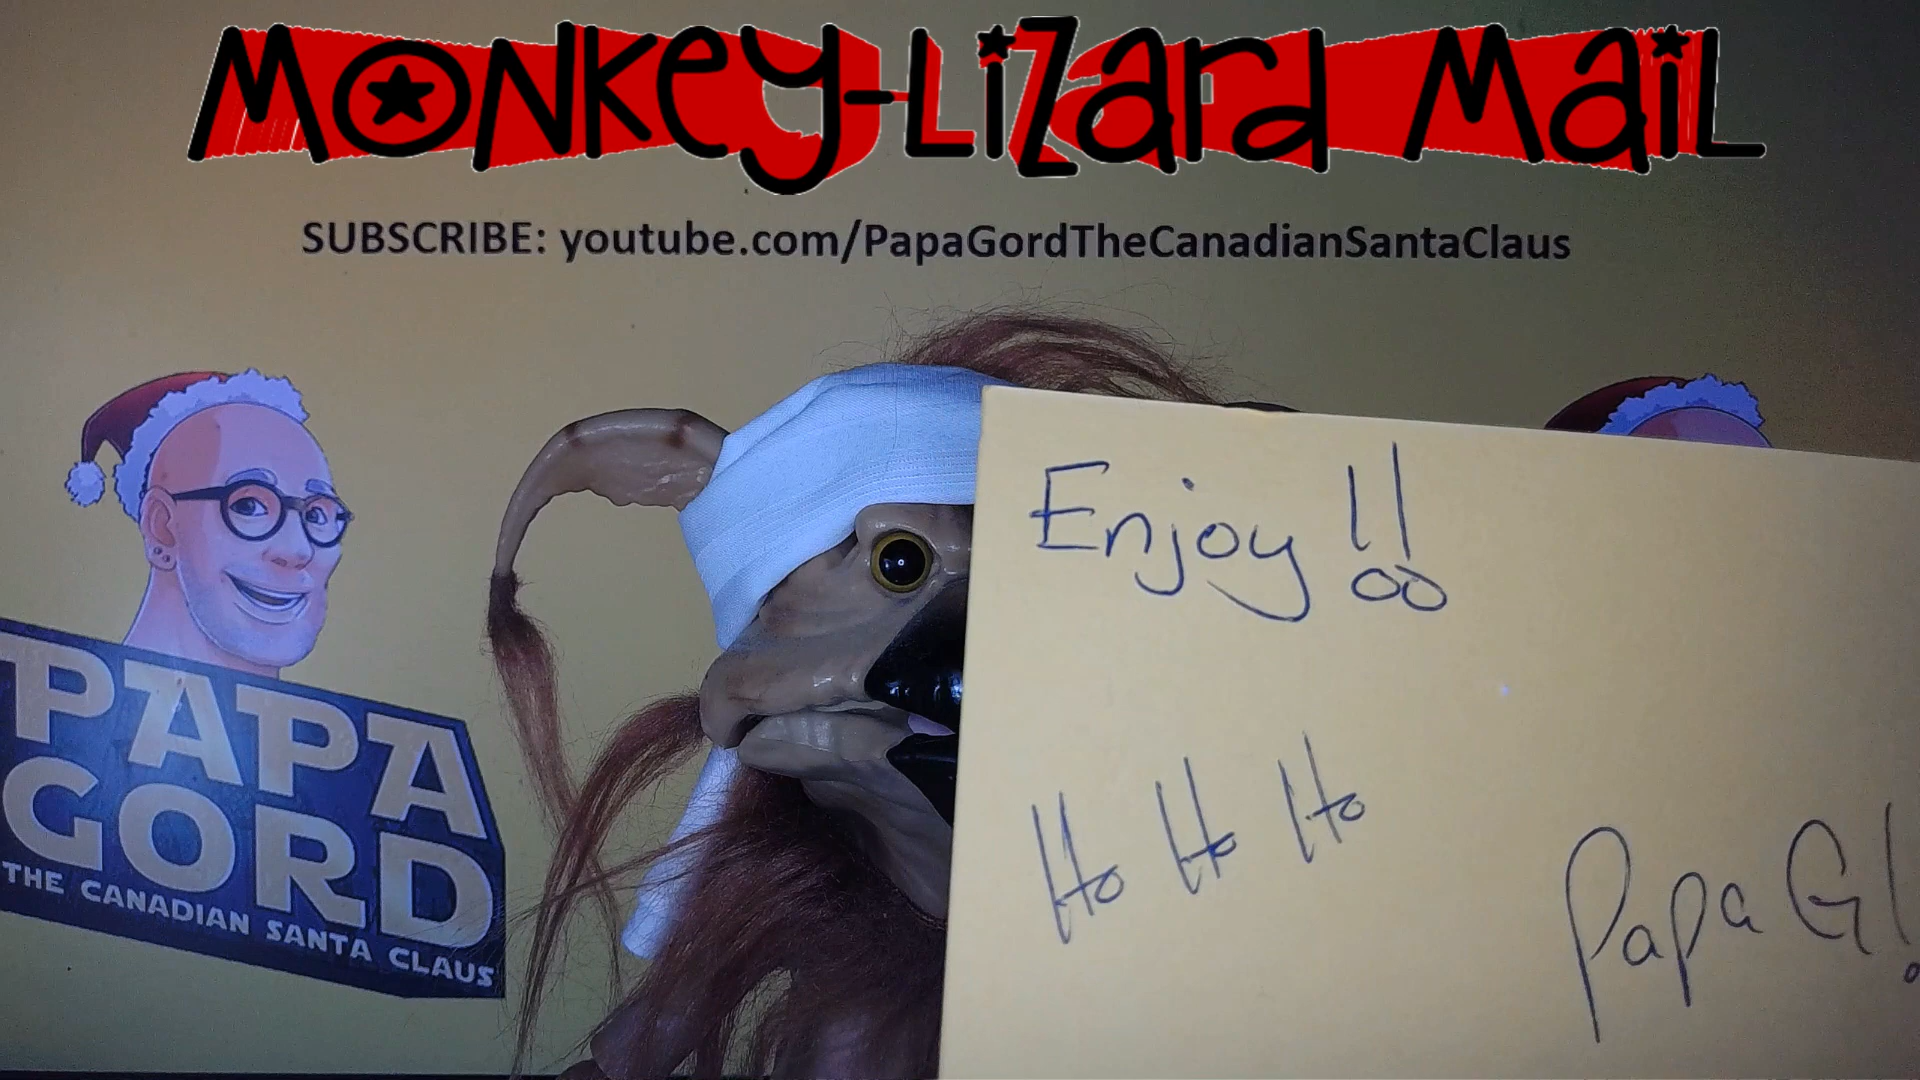 MONKEY-LIZARD MAIL
SUBSCRIBE: youtube.com/PapaGordTheCanadianSantaClaus
PAPA
GORD
THE CANADIAN SANTA CLAUS
Enjoy!!
Ho Ho Ho
Papa G!